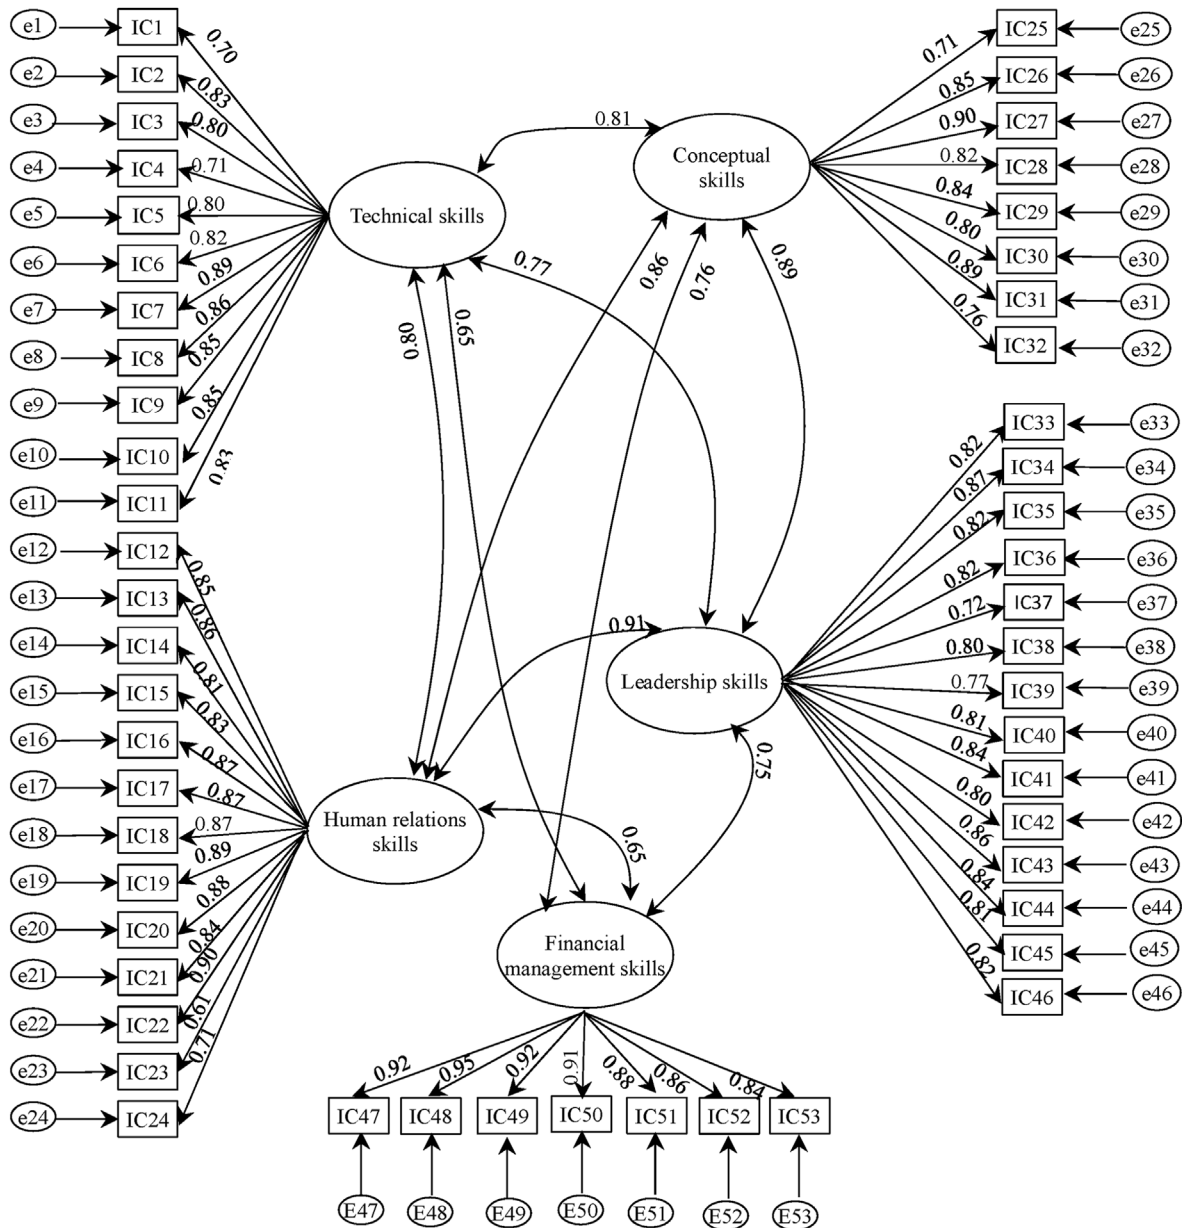 e1 IC1 0.70
e2 IC2 0.83
e3 IC3 0.80
e4 IC4 0.71
e5 IC5 0.80
e6 IC6 0.82
e7 IC7 0.89
e8 IC8 0.86
e9 IC9 0.85
e10 IC10 0.85
e11 IC11 0.83
e12 IC12 0.85
e13 IC13 0.86
e14 IC14 0.81
e15 IC15 0.83
e16 IC16 0.87
e17 IC17 0.87
e18 IC18 0.87
e19 IC19 0.89
e20 IC20 0.88
e21 IC21 0.84
e22 IC22 0.90
e23 IC23 0.61
e24 IC24 0.71
Technical skills
0.81
Conceptual
skills
0.77
0.86
0.76
0.89
0.80
0.65
0.91
Leadership skills
0.75
Human relations
skills
0.65
Financial
management skills
0.71 IC25 e25
0.85 IC26 e26
0.90 IC27 e27
0.82 IC28 e28
0.84 IC29 e29
0.80 IC30 e30
0.89 IC31 e31
0.76 IC32 e32
0.82 IC33 e33
0.87 IC34 e34
0.82 IC35 e35
0.82 IC36 e36
0.72 IC37 e37
0.80 IC38 e38
0.77 IC39 e39
0.81 IC40 e40
0.84 IC41 e41
0.80 IC42 e42
0.86 IC43 e43
0.84 IC44 e44
0.81 IC45 e45
0.82 IC46 e46
0.92 0.95 0.92 0.91 0.88 0.86 0.84
IC47 IC48 IC49 IC50 IC51 IC52 IC53
E47 E48 E49 E50 E51 E52 E53